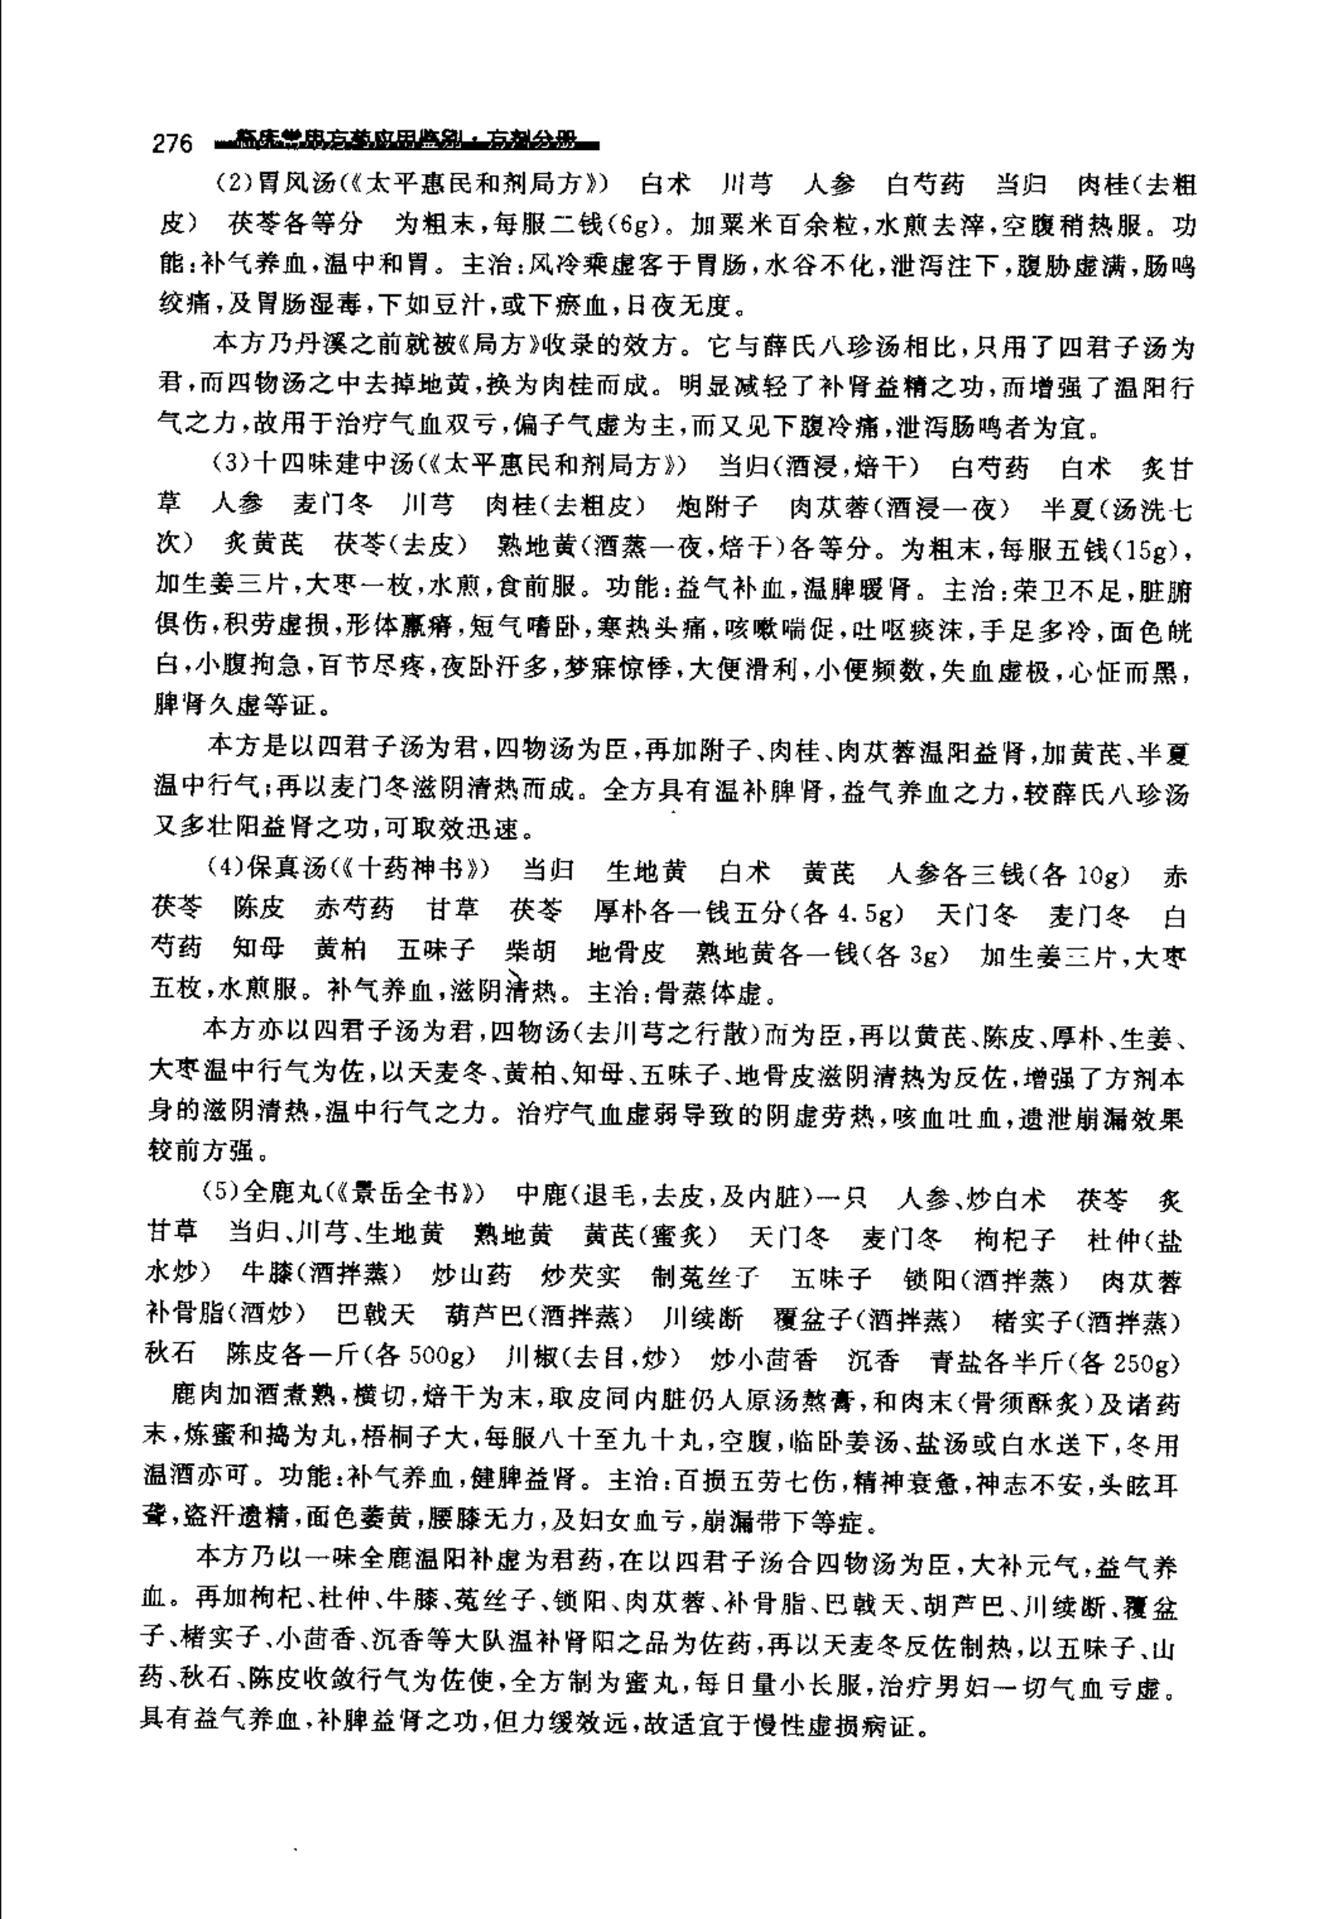 276 临床常用方药应用鉴别·方剂分册
(2)胃风汤(《太平惠民和剂局方》) 白术 川芎 人参 白芍药 当归 肉桂(去粗
皮) 茯苓各等分 为粗末,每服二钱(6g)。加粟米百余粒,水煎去滓,空腹稍热服。功
能:补气养血,温中和胃。主治:风冷乘虚客于胃肠,水谷不化,泄泻注下,腹胁虚满,肠鸣
绞痛,及胃肠湿毒,下如豆汁,或下瘀血,日夜无度。
本方乃丹溪之前就被《局方》收录的效方。它与薛氏八珍汤相比,只用了四君子汤为
君,而四物汤之中去掉地黄,换为肉桂而成。明显减轻了补肾益精之功,而增强了温阳行
气之力,故用于治疗气血双亏,偏子气虚为主,而又见下腹冷痛,泄泻肠鸣者为宜。
(3)十四味建中汤(《太平惠民和剂局方》) 当归(酒浸,焙干) 白芍药 白术 炙甘
草 人参 麦门冬 川芎 肉桂(去粗皮) 炮附子 肉苁蓉(酒浸一夜) 半夏(汤洗七
次) 炙黄芪 茯苓(去皮) 熟地黄(酒蒸一夜,焙干)各等分。为粗末,每服五钱(15g),
加生姜三片,大枣一枚,水煎,食前服。功能:益气补血,温脾暖肾。主治:荣卫不足,脏腑
俱伤,积劳虚损,形体羸瘠,短气嗜卧,寒热头痛,咳嗽喘促,吐呕痰沫,手足多冷,面色㿠
白,小腹拘急,百节尽疼,夜卧汗多,梦寐惊悸,大便滑利,小便频数,失血虚极,心怔而黑,
脾肾久虚等证。
本方是以四君子汤为君,四物汤为臣,再加附子、肉桂、肉苁蓉温阳益肾,加黄芪、半夏
温中行气;再以麦门冬滋阴清热而成。全方具有温补脾肾,益气养血之力,较薛氏八珍汤
又多壮阳益肾之功,可取效迅速。
(4)保真汤(《十药神书》) 当归 生地黄 白术 黄芪 人参各三钱(各10g) 赤
茯苓 陈皮 赤芍药 甘草 茯苓 厚朴各一钱五分(各4.5g) 天门冬 麦门冬 白
芍药 知母 黄柏 五味子 柴胡 地骨皮 熟地黄各一钱(各3g) 加生姜三片,大枣
五枚,水煎服。补气养血,滋阴清热。主治:骨蒸体虚。
本方亦以四君子汤为君,四物汤(去川芎之行散)而为臣,再以黄芪、陈皮、厚朴、生姜、
大枣温中行气为佐,以天麦冬、黄柏、知母、五味子、地骨皮滋阴清热为反佐,增强了方剂本
身的滋阴清热,温中行气之力。治疗气血虚弱导致的阴虚劳热,咳血吐血,遗泄崩漏效果
较前方强。
(5)全鹿丸(《景岳全书》) 中鹿(退毛,去皮,及内脏)一只 人参、炒白术 茯苓 炙
甘草 当归、川芎、生地黄 熟地黄 黄芪(蜜炙) 天门冬 麦门冬 枸杞子 杜仲(盐
水炒) 牛膝(酒拌蒸) 炒山药 炒芡实 制菟丝子 五味子 锁阳(酒拌蒸) 肉苁蓉
补骨脂(酒炒) 巴戟天 葫芦巴(酒拌蒸) 川续断 覆盆子(酒拌蒸) 楮实子(酒拌蒸)
秋石 陈皮各一斤(各500g) 川椒(去目,炒) 炒小茴香 沉香 青盐各半斤(各250g)
鹿肉加酒煮熟,横切,焙干为末,取皮同内脏仍人原汤熬膏,和肉末(骨须酥炙)及诸药
末,炼蜜和捣为丸,梧桐子大,每服八十至九十丸,空腹,临卧姜汤、盐汤或白水送下,冬用
温酒亦可。功能:补气养血,健脾益肾。主治:百损五劳七伤,精神衰惫,神志不安,头眩耳
聋,盗汗遗精,面色萎黄,腰膝无力,及妇女血亏,崩漏带下等症。
本方乃以一味全鹿温阳补虚为君药,在以四君子汤合四物汤为臣,大补元气,益气养
血。再加枸杞、杜仲、牛膝、菟丝子、锁阳、肉苁蓉、补骨脂、巴戟天、胡芦巴、川续断、覆盆
子、楮实子、小茴香、沉香等大队温补肾阳之品为佐药,再以天麦冬反佐制热,以五味子、山
药、秋石、陈皮收敛行气为佐使,全方制为蜜丸,每日量小长服,治疗男妇一切气血亏虚。
具有益气养血,补脾益肾之功,但力缓效远,故适宜于慢性虚损病证。